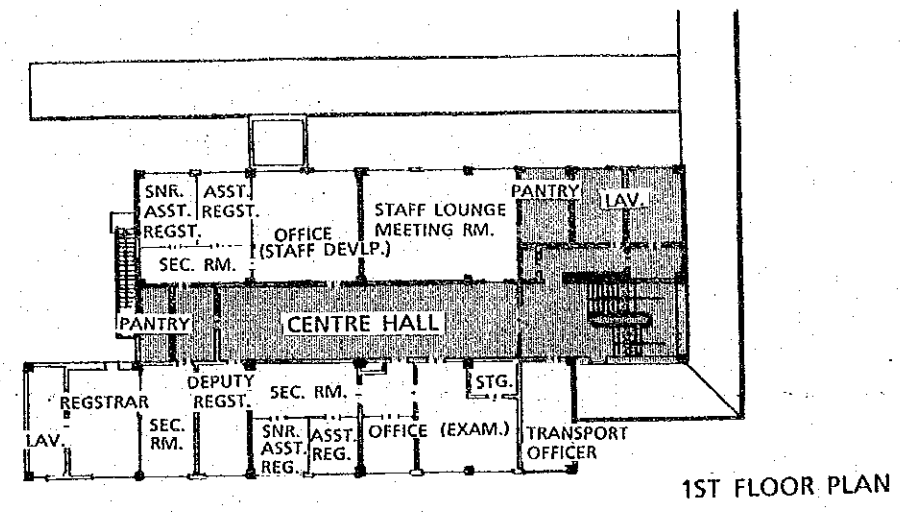 SNR.
ASST.
REGST.
ASST.
REGST.
SEC. RM.
OFFICE
(STAFF DEVLP.)
STAFF LOUNGE
MEETING RM.
PANTRY
LAV.
PANTRY
CENTRE HALL
REGSTRAR
LAV.
SEC.
RM.
DEPUTY
REGST.
SEC. RM.
SNR.
ASST.
REG.
ASST.
REG.
OFFICE (EXAM.)
STG.
TRANSPORT
OFFICER
1ST FLOOR PLAN